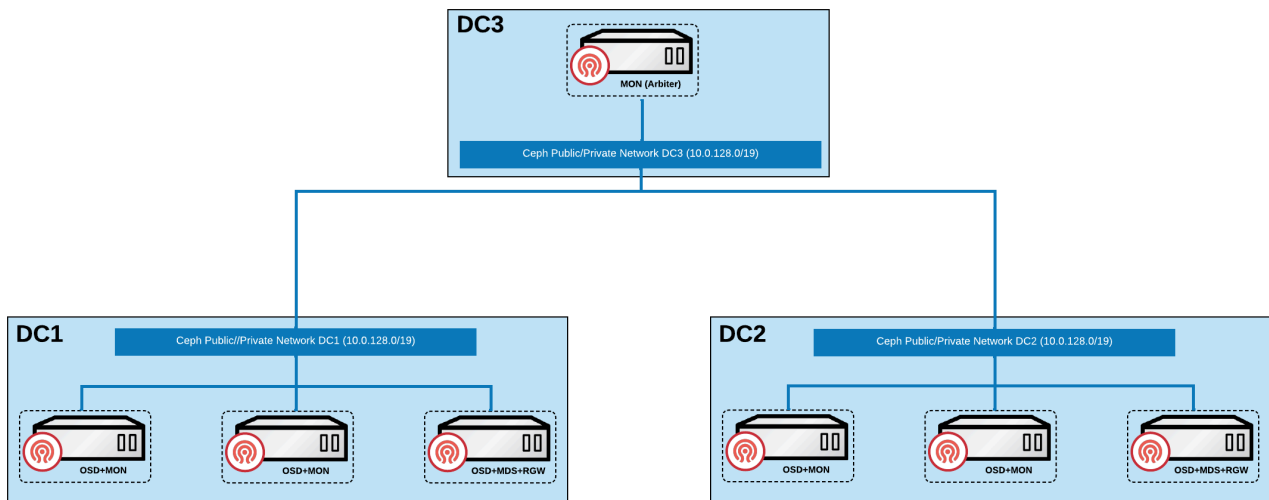 DC3
MON (Arbiter)
Ceph Public/Private Network DC3 (10.0.128.0/19)
DC1
Ceph Public//Private Network DC1 (10.0.128.0/19)
OSD+MON
OSD+MON
OSD+MDS+RGW
DC2
Ceph Public/Private Network DC2 (10.0.128.0/19)
OSD+MON
OSD+MON
OSD+MDS+RGW